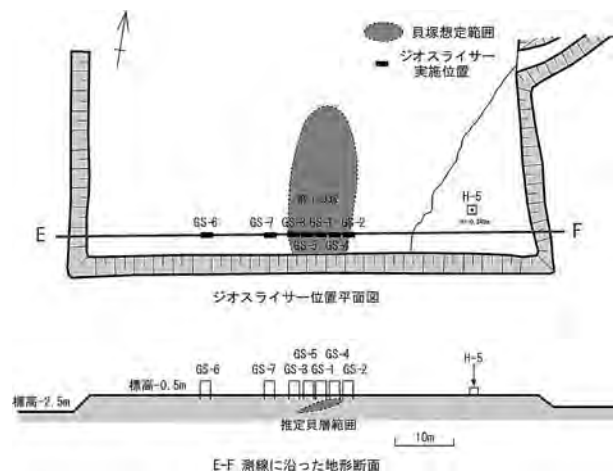 貝塚想定範囲
ジオスライサー
実施位置
H-5
GS-6
GS-7
GS-3
GS-1
GS-2
E
F
GS-5
GS-4
ジオスライサー位置平面図
GS-5
GS-4
H-5
GS-6
GS-7
GS-3
GS-1
GS-2
標高-0.5m
標高-2.5m
推定貝層範囲
10m
E-F 測線に沿った地形断面